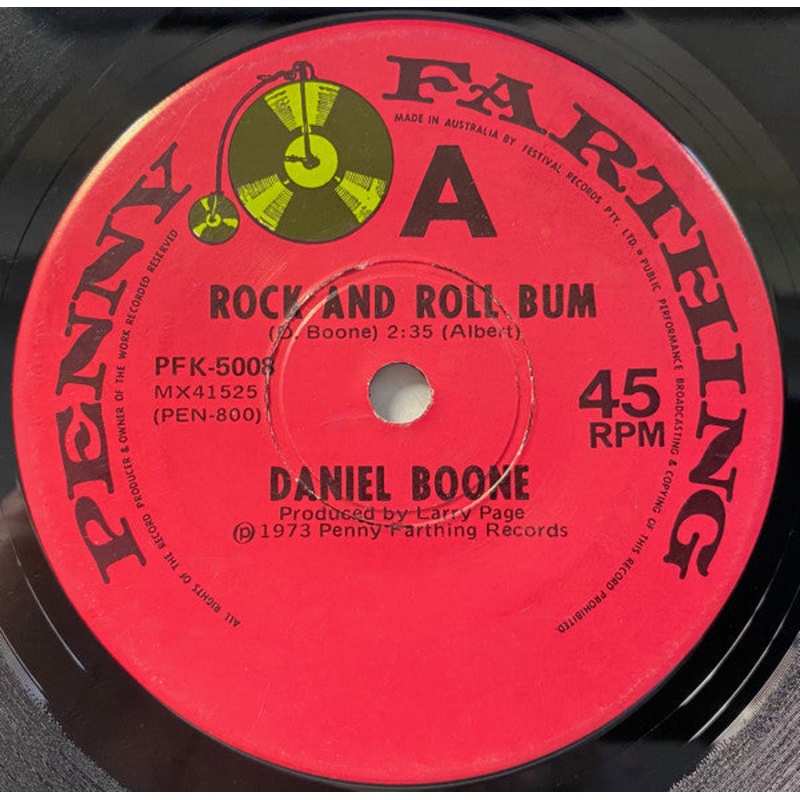 PENNY FARTHING
MADE IN AUSTRALIA BY FESTIVAL RECORDS PTY. LTD. • PUBLIC PERFORMANCE BROADCASTING & COPYING OF THIS RECORD PROHIBITED.
ALL RIGHTS OF THE RECORD PRODUCER & OWNER OF THE WORK RECORDED RESERVED
A
ROCK AND ROLL BUM
(D. Boone) 2:35 (Albert)
PFK-5008
MX41525
(PEN-800)
45
RPM
DANIEL BOONE
Produced by Larry Page
℗ 1973 Penny Farthing Records